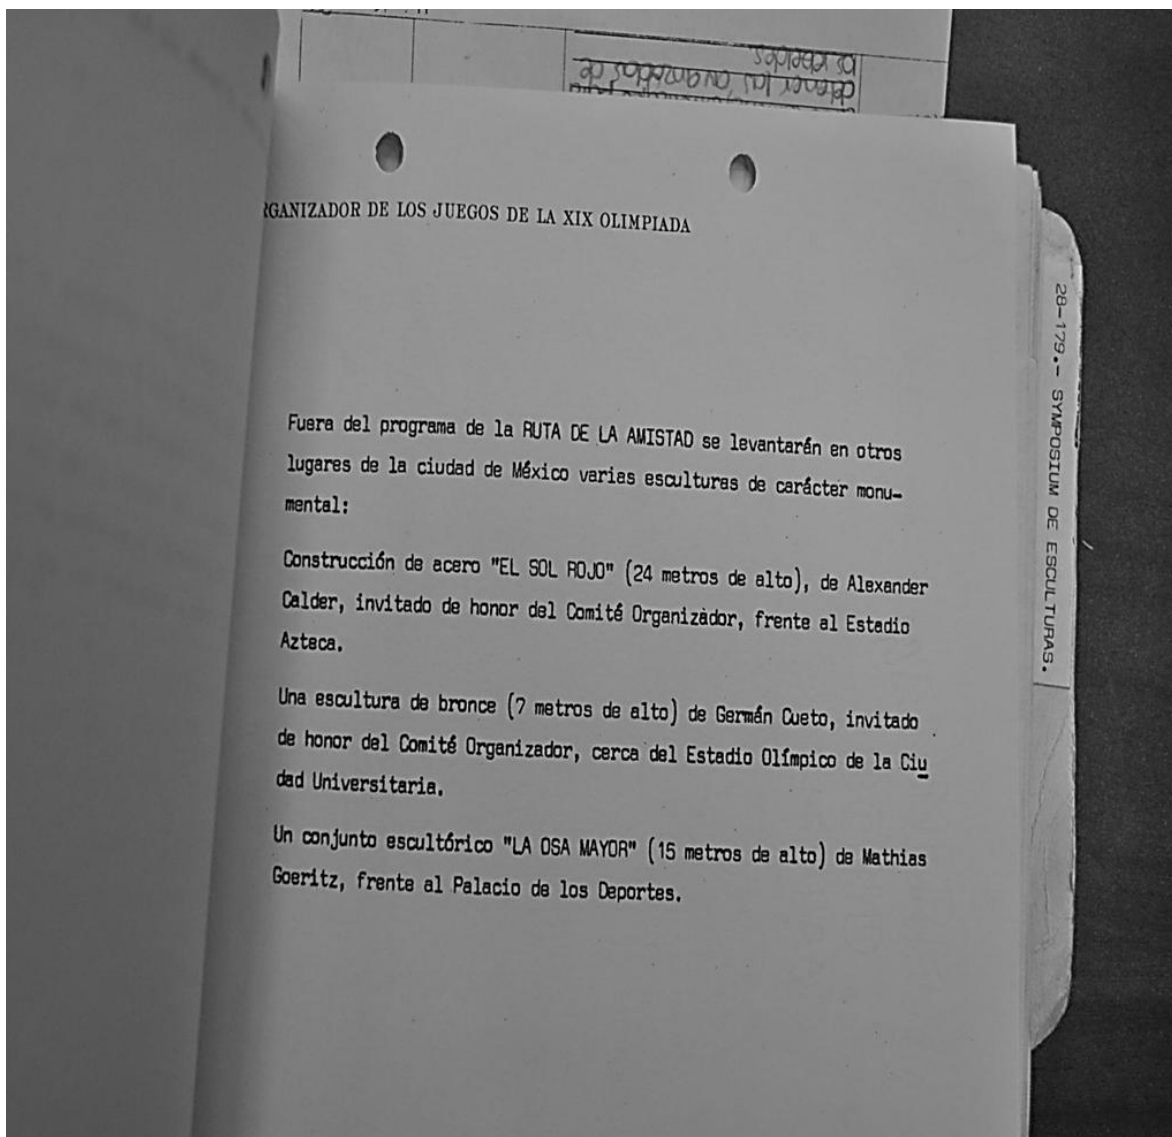 los rebeldes
detener las avanzadas de
RGANIZADOR DE LOS JUEGOS DE LA XIX OLIMPIADA
Fuera del programa de la RUTA DE LA AMISTAD se levantarán en otros
lugares de la ciudad de México varias esculturas de carácter monu-
mental:
Construcción de acero "EL SOL ROJO" (24 metros de alto), de Alexander
Calder, invitado de honor del Comité Organizador, frente al Estadio
Azteca.
Una escultura de bronce (7 metros de alto) de Germán Cueto, invitado
de honor del Comité Organizador, cerca del Estadio Olímpico de la Ciu
dad Universitaria.
Un conjunto escultórico "LA OSA MAYOR" (15 metros de alto) de Mathias
Goeritz, frente al Palacio de los Deportes.
28-179.- SYMPOSIUM DE ESCULTURAS.